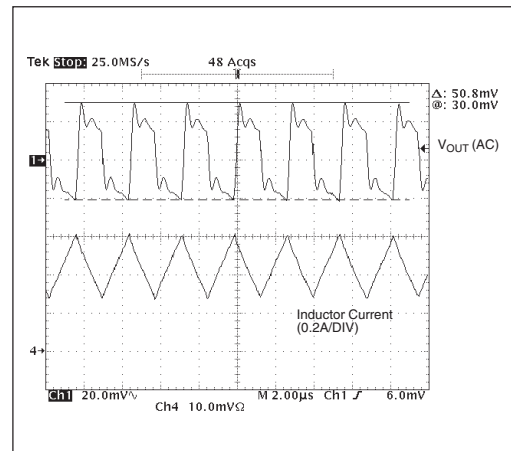 Tek Stop: 25.0MS/s 48 Acqs
Δ: 50.8mV
@: 30.0mV
VOUT (AC)
1→
Inductor Current
(0.2A/DIV)
4→
Ch1 20.0mV∿ M 2.00µs Ch1 ∫ 6.0mV
Ch4 10.0mVΩ